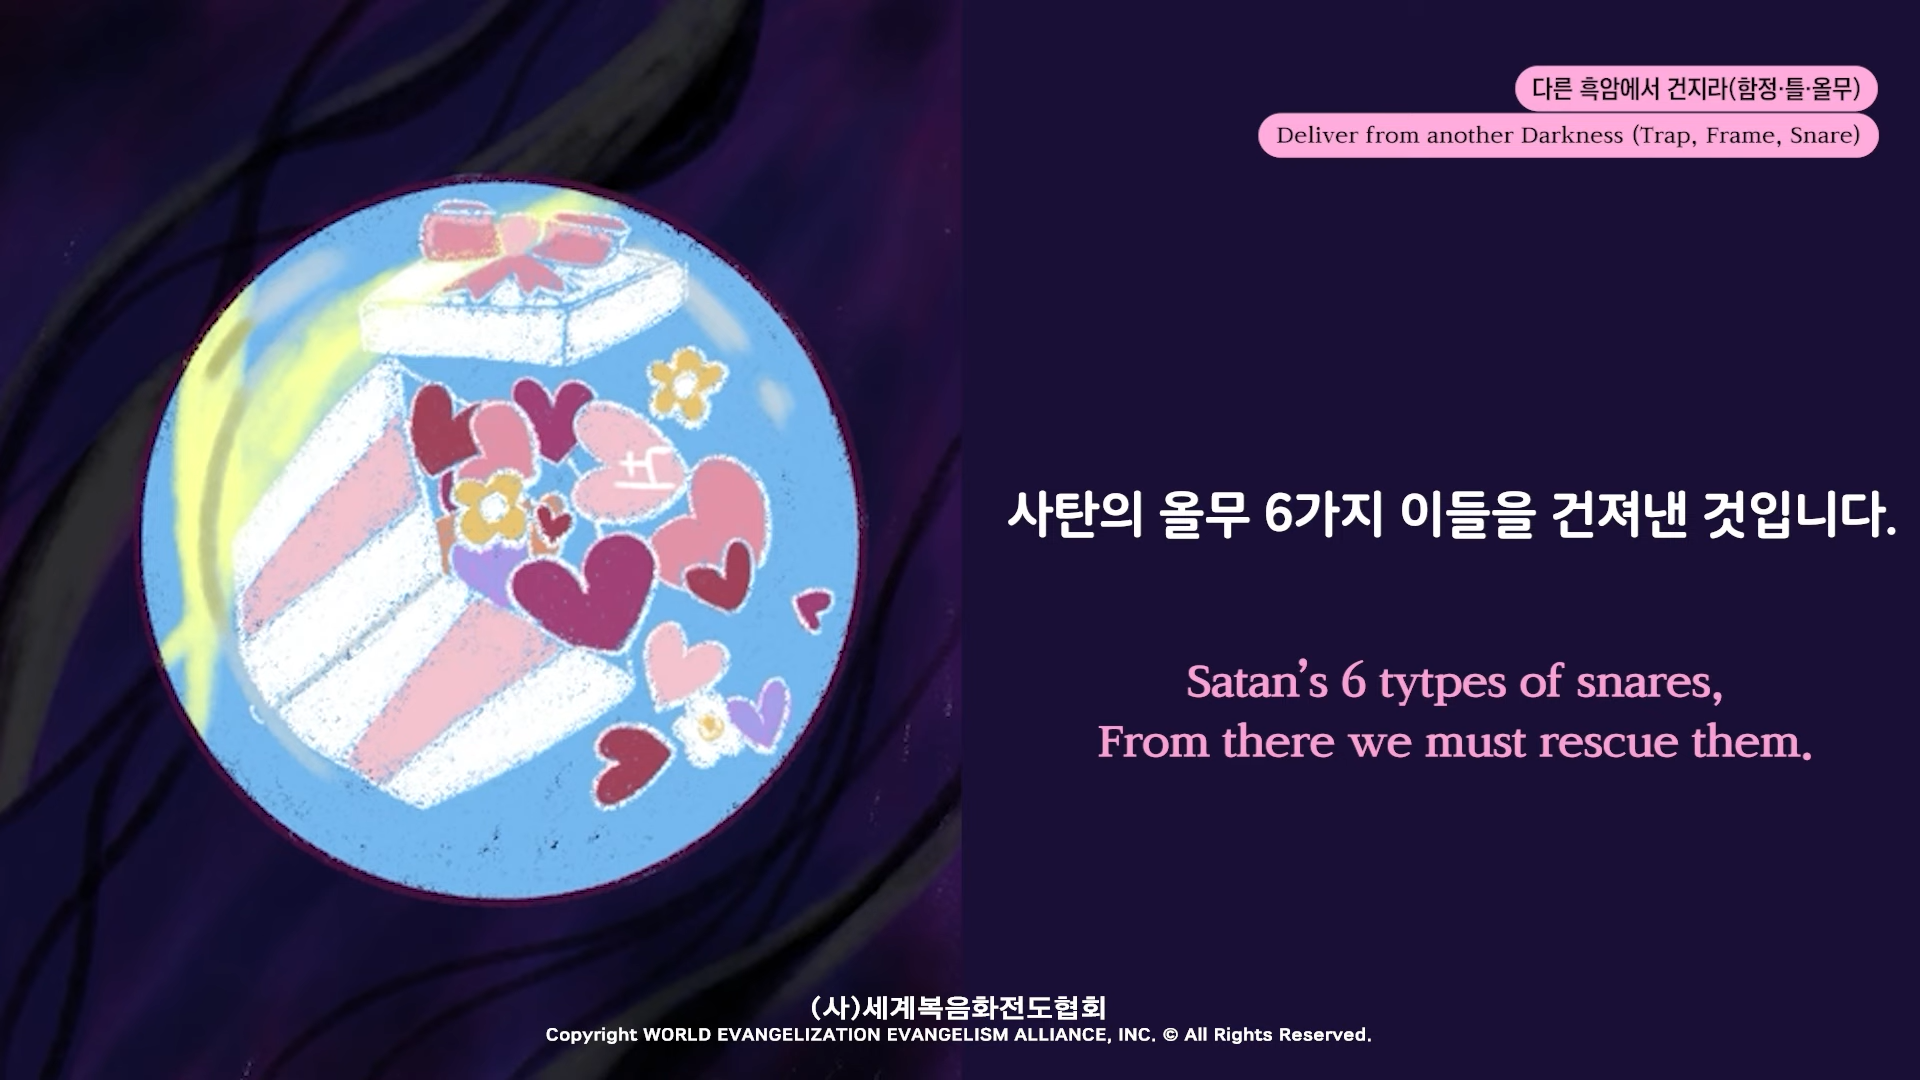 다른 흑암에서 건지라(함정·틀·올무)
Deliver from another Darkness (Trap, Frame, Snare)
사탄의 올무 6가지 이들을 건져낸 것입니다.
Satan’s 6 tytpes of snares,
From there we must rescue them.
(사)세계복음화전도협회
Copyright WORLD EVANGELIZATION EVANGELISM ALLIANCE, INC. © All Rights Reserved.